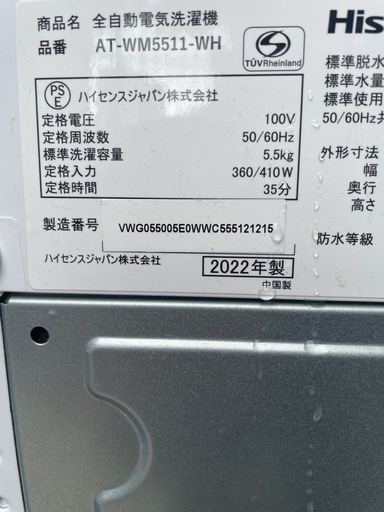 商品名 全自動電気洗濯機
品番 AT-WM5511-WH
TÜVRheinland
His
PS
E
ハイセンスジャパン株式会社
定格電圧 100V
定格周波数 50/60Hz
標準洗濯容量 5.5kg
定格入力 360/410W
定格時間 35分
製造番号 VWG055005E0WWC555121215
ハイセンスジャパン株式会社
2022年製
中国製
標準脱水
標準水量
標準使用
50/60Hz共
外形寸法
幅
奥行
高さ
防水等級